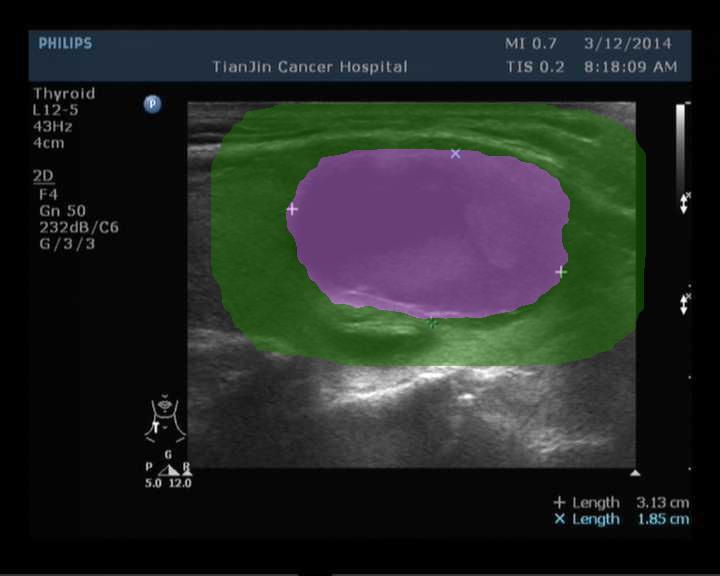 PHILIPS
MI 0.7 3/12/2014
TianJin Cancer Hospital TIS 0.2 8:18:09 AM
Thyroid
L12-5
43Hz
4cm
2D
F4
Gn 50
232dB/C6
G/3/3
P
G
P R
5.0 12.0
+ Length 3.13 cm
× Length 1.85 cm